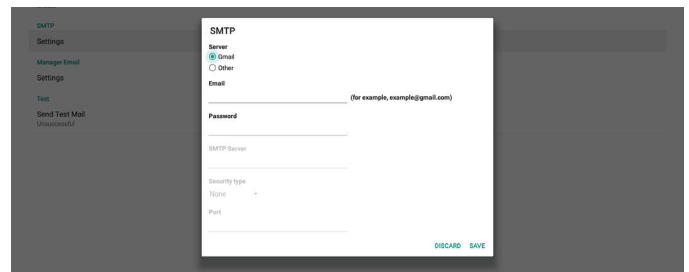 SMTP
Settings
Manager Email
Settings
Test
Send Test Mail
Unsuccessful
SMTP
Server
Gmail
Other
Email
(for example, example@gmail.com)
Password
SMTP Server
Security type
None
Port
DISCARD SAVE